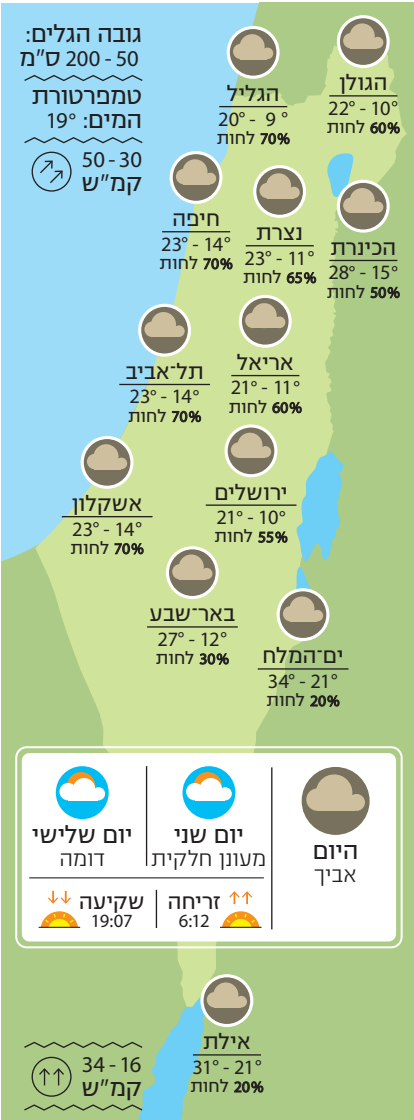 גובה הגלים:
50 - 200 ס"מ
טמפרטורת
המים: 19°
50 - 30
קמ"ש
הגולן
22° - 10°
60% לחות
הגליל
20° - 9°
70% לחות
חיפה
23° - 14°
70% לחות
נצרת
23° - 11°
65% לחות
הכינרת
28° - 15°
50% לחות
אריאל
21° - 11°
60% לחות
תל־אביב
23° - 14°
70% לחות
ירושלים
21° - 10°
55% לחות
אשקלון
23° - 14°
70% לחות
באר־שבע
27° - 12°
30% לחות
ים־המלח
34° - 21°
20% לחות
היום
אביך
יום שני
מעונן חלקית
יום שלישי
דומה
זריחה
6:12
שקיעה
19:07
אילת
31° - 21°
20% לחות
34 - 16
קמ"ש